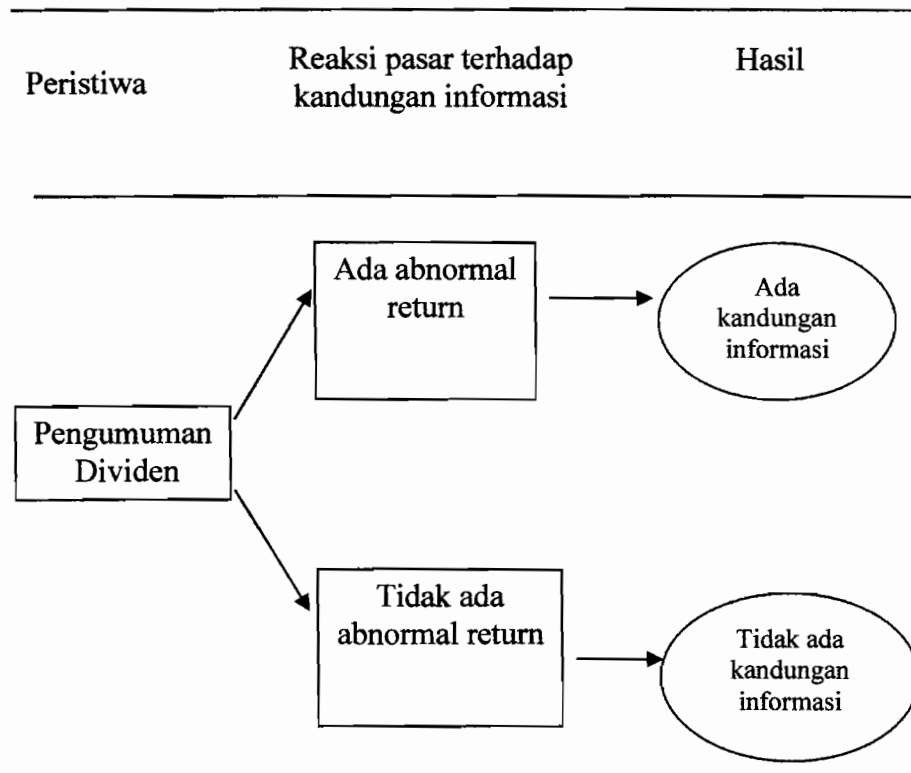 Peristiwa
Reaksi pasar terhadap
kandungan informasi
Hasil
Ada abnormal
return
Ada
kandungan
informasi
Pengumuman
Dividen
Tidak ada
abnormal return
Tidak ada
kandungan
informasi